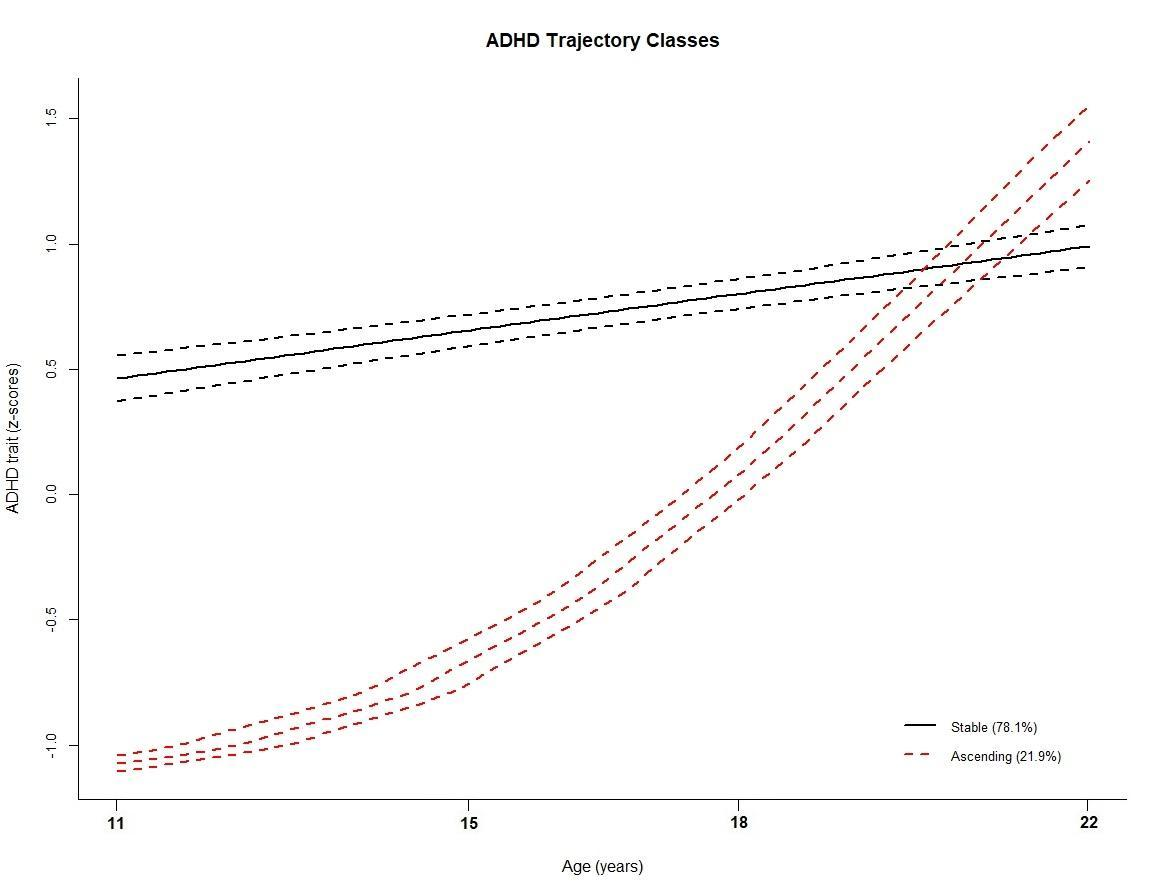 ADHD Trajectory Classes
1.5
1.0
0.5
0.0
-0.5
-1.0
ADHD trait (z-scores)
Stable (78.1%)
Ascending (21.9%)
11 15 18 22
Age (years)